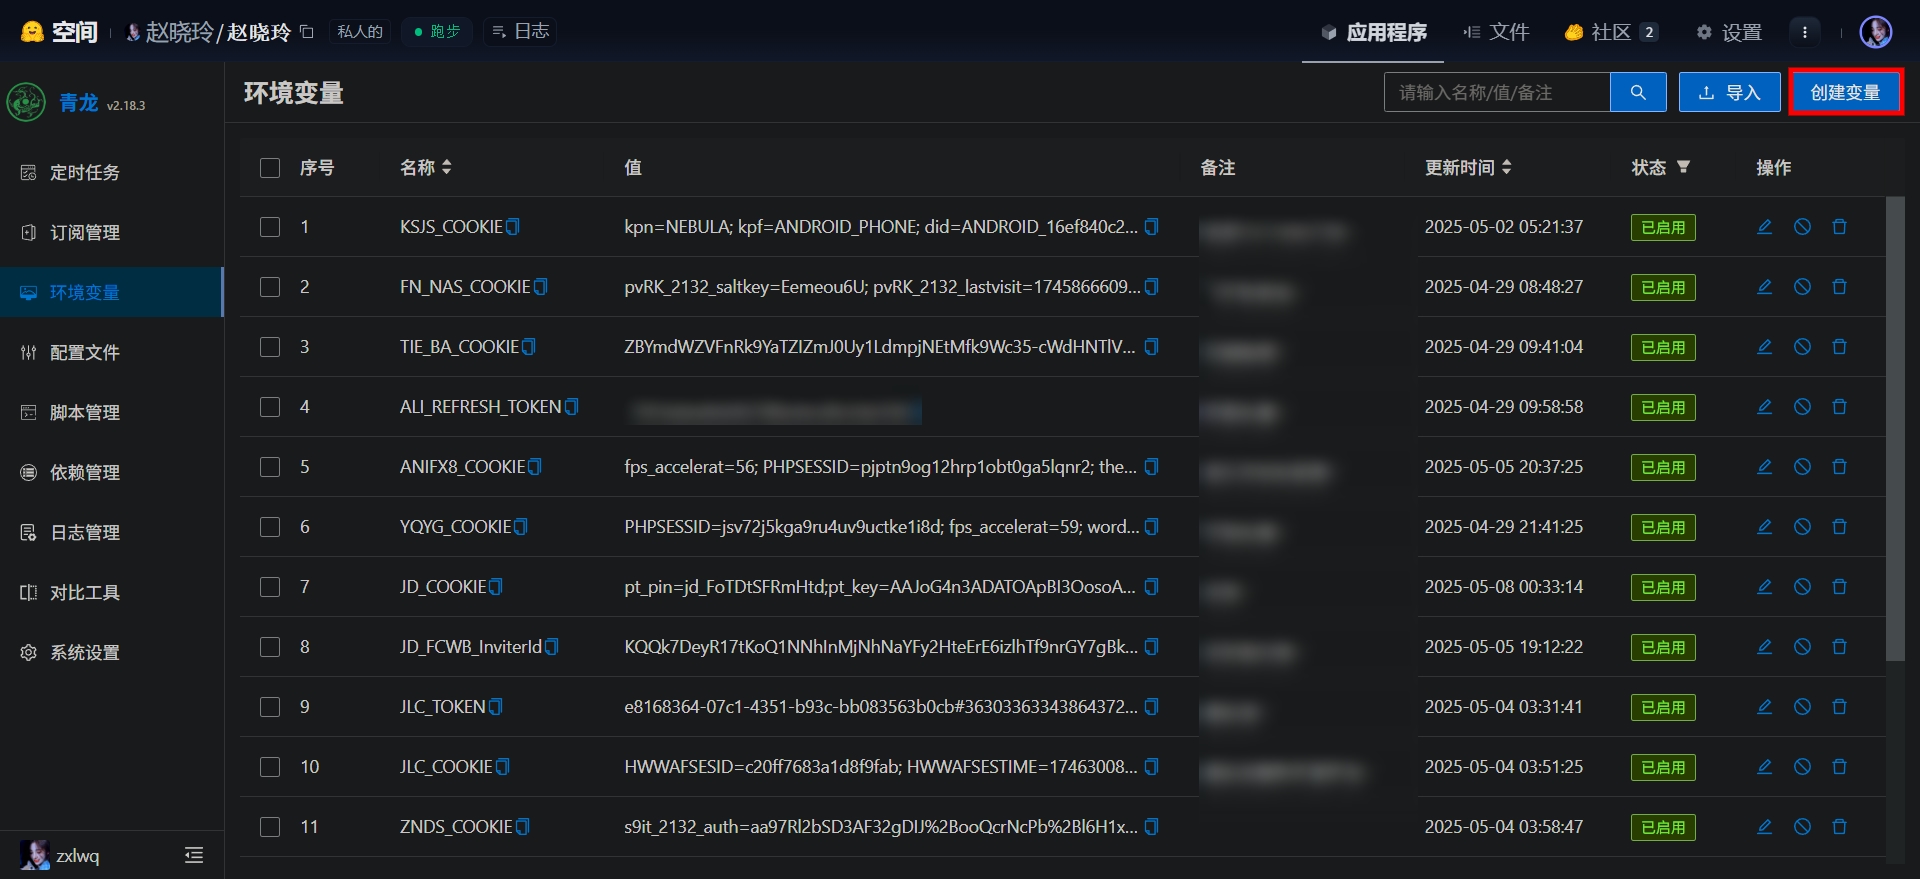 空间 赵晓玲/赵晓玲 私人的 跑步 日志 应用程序 文件 社区 2 设置
青龙 v2.18.3
环境变量 请输入名称/值/备注 导入 创建变量
定时任务
订阅管理
环境变量
配置文件
脚本管理
依赖管理
日志管理
对比工具
系统设置
zxlwq
序号 名称 值 备注 更新时间 状态 操作
1 KSJS_COOKIE kpn=NEBULA; kpf=ANDROID_PHONE; did=ANDROID_16ef840c2... 2025-05-02 05:21:37 已启用
2 FN_NAS_COOKIE pvRK_2132_saltkey=Eemeou6U; pvRK_2132_lastvisit=1745866609... 2025-04-29 08:48:27 已启用
3 TIE_BA_COOKIE ZBYmdWZVFnRk9YaTZIZmJ0Uy1LdmpjNEtMfk9Wc35-cWdHNTlV... 2025-04-29 09:41:04 已启用
4 ALI_REFRESH_TOKEN 2025-04-29 09:58:58 已启用
5 ANIFX8_COOKIE fps_accelerat=56; PHPSESSID=pjptn9og12hrp1obt0ga5lqnr2; the... 2025-05-05 20:37:25 已启用
6 YQYG_COOKIE PHPSESSID=jsv72j5kga9ru4uv9uctke1i8d; fps_accelerat=59; word... 2025-04-29 21:41:25 已启用
7 JD_COOKIE pt_pin=jd_FoTDtSFRmHtd;pt_key=AAJoG4n3ADATOApBI3OosoA... 2025-05-08 00:33:14 已启用
8 JD_FCWB_InviterId KQQk7DeyR17tKoQ1NNhInMjNhNaYFy2HteErE6izlhTf9nrGY7gBk... 2025-05-05 19:12:22 已启用
9 JLC_TOKEN e8168364-07c1-4351-b93c-bb083563b0cb#36303363343864372... 2025-05-04 03:31:41 已启用
10 JLC_COOKIE HWWAFSESID=c20ff7683a1d8f9fab; HWWAFSESTIME=17463008... 2025-05-04 03:51:25 已启用
11 ZNDS_COOKIE s9it_2132_auth=aa97Rl2bSD3AF32gDIJ%2BooQcrNcPb%2Bl6H1x... 2025-05-04 03:58:47 已启用